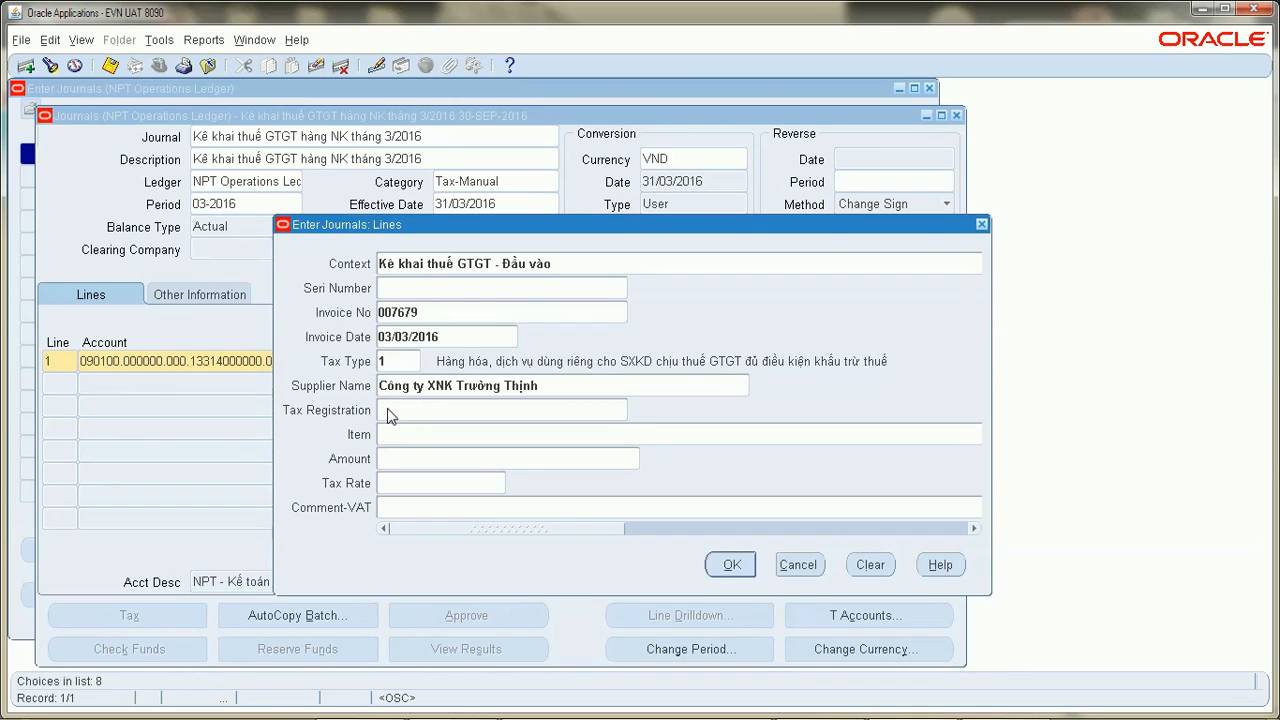 Oracle Applications - EVN UAT 8090
File Edit View Folder Tools Reports Window Help
ORACLE
Enter Journals (NPT Operations Ledger)
Journals (NPT Operations Ledger) - Kê khai thuế GTGT hàng NK tháng 3/2016 30-SEP-2016
Journal Kê khai thuế GTGT hàng NK tháng 3/2016
Description Kê khai thuế GTGT hàng NK tháng 3/2016
Ledger NPT Operations Led Category Tax-Manual
Period 03-2016 Effective Date 31/03/2016
Balance Type Actual
Clearing Company
Conversion
Currency VND
Date 31/03/2016
Type User
Reverse
Date
Period
Method Change Sign
Enter Journals: Lines
Context Kê khai thuế GTGT - Đầu vào
Seri Number
Invoice No 007679
Invoice Date 03/03/2016
Tax Type 1 Hàng hóa, dịch vụ dùng riêng cho SXKD chịu thuế GTGT đủ điều kiện khấu trừ thuế
Supplier Name Công ty XNK Trường Thịnh
Tax Registration
Item
Amount
Tax Rate
Comment-VAT
OK Cancel Clear Help
Lines Other Information
Line Account
1 090100.000000.000.13314000000.0
Acct Desc NPT - Kế toán
Tax AutoCopy Batch... Approve Line Drilldown... T Accounts...
Check Funds Reserve Funds View Results Change Period... Change Currency...
Choices in list: 8
Record: 1/1 ... <OSC>